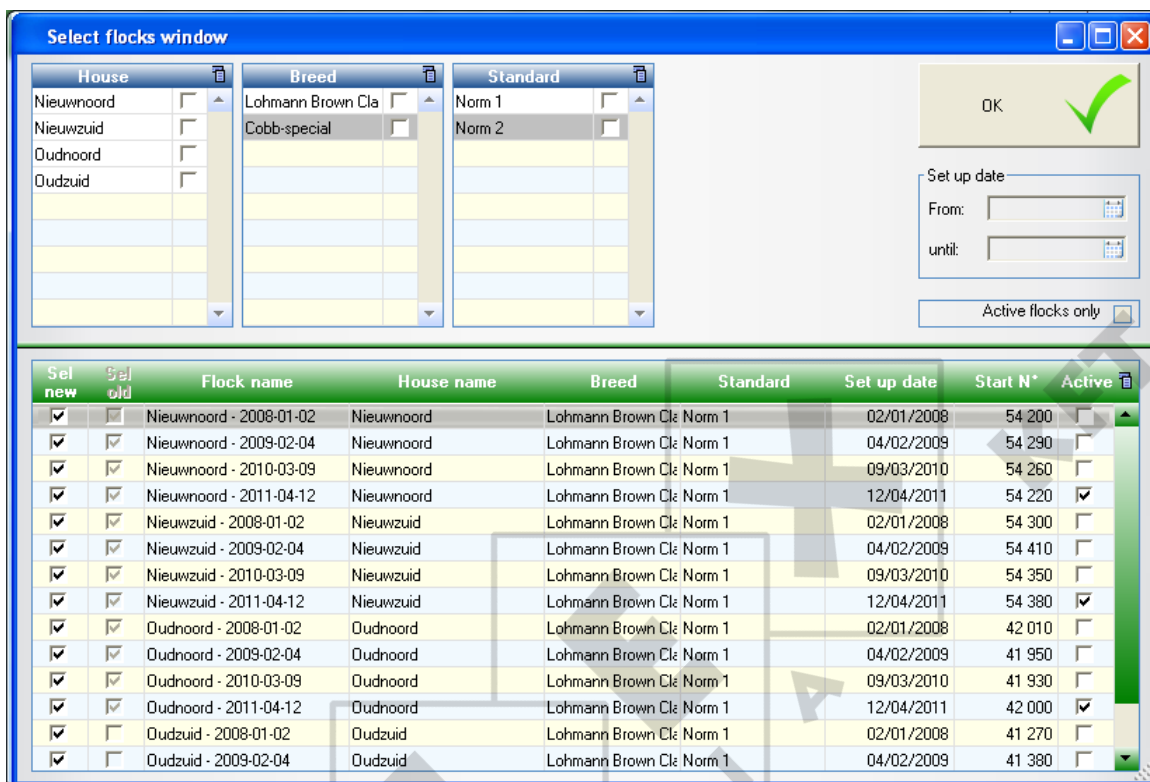 Select flocks window
House Breed Standard
Nieuwnoord Lohmann Brown Cla Norm 1
Nieuwzuid Cobb-special Norm 2
Oudnoord
Oudzuid
OK
Set up date
From:
until:
Active flocks only
Sel new Sel old Flock name House name Breed Standard Set up date Start N° Active
Nieuwnoord - 2008-01-02 Nieuwnoord Lohmann Brown Cla Norm 1 02/01/2008 54 200
Nieuwnoord - 2009-02-04 Nieuwnoord Lohmann Brown Cla Norm 1 04/02/2009 54 290
Nieuwnoord - 2010-03-09 Nieuwnoord Lohmann Brown Cla Norm 1 09/03/2010 54 260
Nieuwnoord - 2011-04-12 Nieuwnoord Lohmann Brown Cla Norm 1 12/04/2011 54 220
Nieuwzuid - 2008-01-02 Nieuwzuid Lohmann Brown Cla Norm 1 02/01/2008 54 300
Nieuwzuid - 2009-02-04 Nieuwzuid Lohmann Brown Cla Norm 1 04/02/2009 54 410
Nieuwzuid - 2010-03-09 Nieuwzuid Lohmann Brown Cla Norm 1 09/03/2010 54 350
Nieuwzuid - 2011-04-12 Nieuwzuid Lohmann Brown Cla Norm 1 12/04/2011 54 380
Oudnoord - 2008-01-02 Oudnoord Lohmann Brown Cla Norm 1 02/01/2008 42 010
Oudnoord - 2009-02-04 Oudnoord Lohmann Brown Cla Norm 1 04/02/2009 41 950
Oudnoord - 2010-03-09 Oudnoord Lohmann Brown Cla Norm 1 09/03/2010 41 930
Oudnoord - 2011-04-12 Oudnoord Lohmann Brown Cla Norm 1 12/04/2011 42 000
Oudzuid - 2008-01-02 Oudzuid Lohmann Brown Cla Norm 1 02/01/2008 41 270
Oudzuid - 2009-02-04 Oudzuid Lohmann Brown Cla Norm 1 04/02/2009 41 380